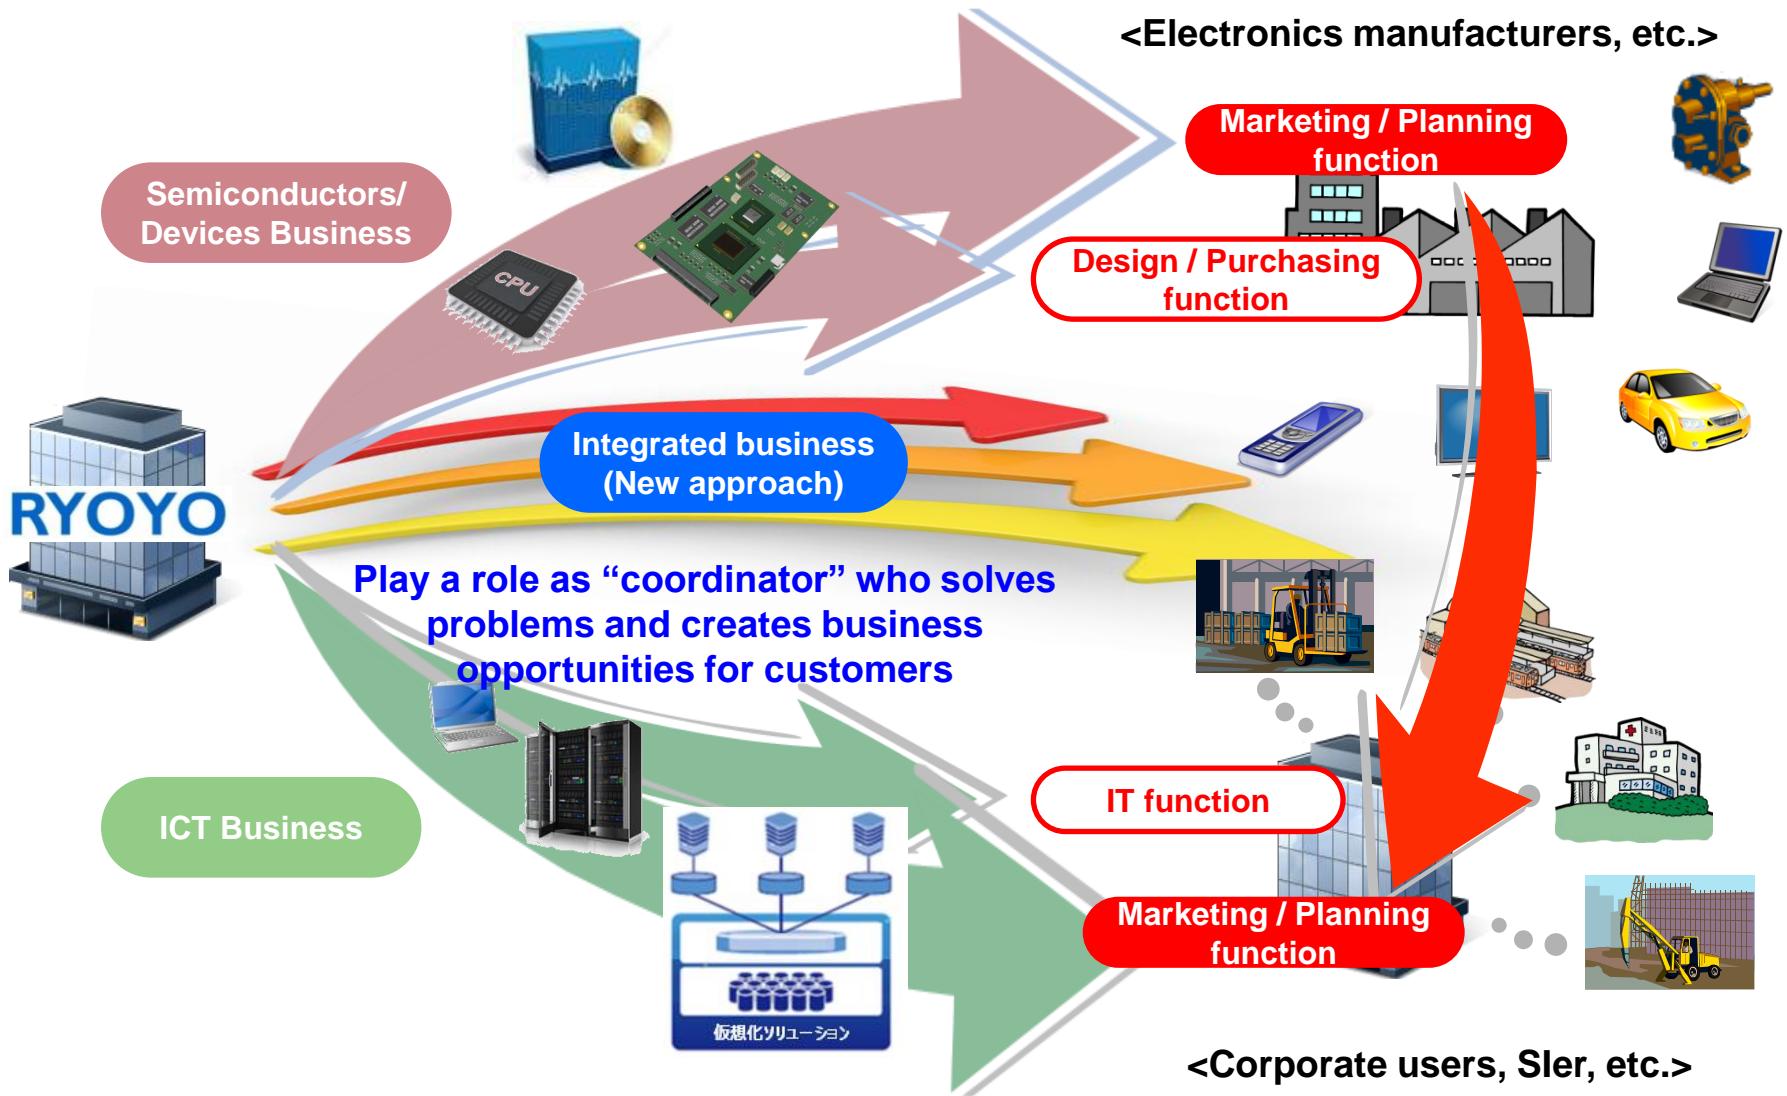 <Electronics manufacturers, etc.>
Marketing / Planning
function
Semiconductors/
Devices Business
CPU
Design / Purchasing
function
Integrated business
(New approach)
RYOYO
Play a role as “coordinator” who solves
problems and creates business
opportunities for customers
IT function
ICT Business
Marketing / Planning
function
仮想化ソリューション
<Corporate users, SIer, etc.>